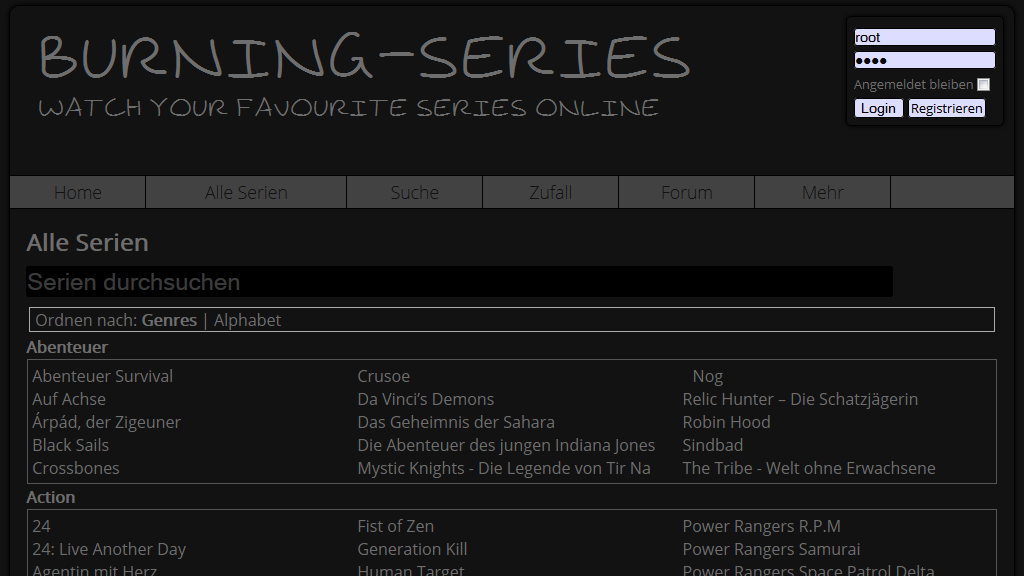 BURNING-SERIES
WATCH YOUR FAVOURITE SERIES ONLINE
root
●●●●
Angemeldet bleiben
Login Registrieren
Home Alle Serien Suche Zufall Forum Mehr
Alle Serien
Serien durchsuchen
Ordnen nach: Genres | Alphabet
Abenteuer
Abenteuer Survival Crusoe Nog
Auf Achse Da Vinci’s Demons Relic Hunter – Die Schatzjägerin
Árpád, der Zigeuner Das Geheimnis der Sahara Robin Hood
Black Sails Die Abenteuer des jungen Indiana Jones Sindbad
Crossbones Mystic Knights - Die Legende von Tir Na The Tribe - Welt ohne Erwachsene
Action
24 Fist of Zen Power Rangers R.P.M
24: Live Another Day Generation Kill Power Rangers Samurai
Agentin mit Herz Human Target Power Rangers Space Patrol Delta